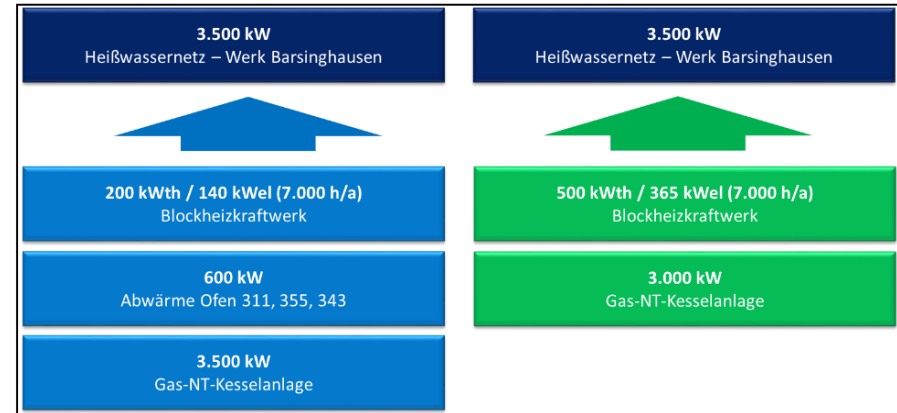 3.500 kW
Heißwassernetz – Werk Barsinghausen
200 kWth / 140 kWel (7.000 h/a)
Blockheizkraftwerk
600 kW
Abwärme Ofen 311, 355, 343
3.500 kW
Gas-NT-Kesselanlage
3.500 kW
Heißwassernetz – Werk Barsinghausen
500 kWth / 365 kWel (7.000 h/a)
Blockheizkraftwerk
3.000 kW
Gas-NT-Kesselanlage